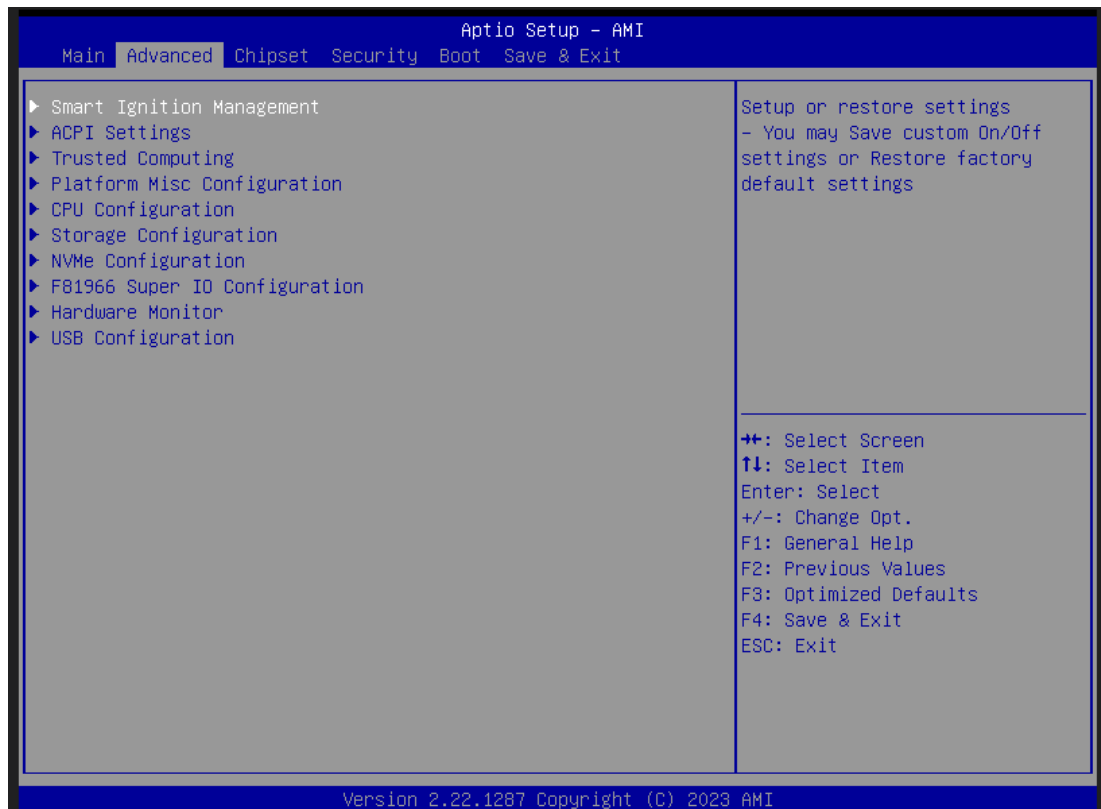 Aptio Setup – AMI
Main Advanced Chipset Security Boot Save & Exit
▶ Smart Ignition Management
▶ ACPI Settings
▶ Trusted Computing
▶ Platform Misc Configuration
▶ CPU Configuration
▶ Storage Configuration
▶ NVMe Configuration
▶ F81966 Super IO Configuration
▶ Hardware Monitor
▶ USB Configuration
Setup or restore settings
– You may Save custom On/Off
settings or Restore factory
default settings
→←: Select Screen
↑↓: Select Item
Enter: Select
+/-: Change Opt.
F1: General Help
F2: Previous Values
F3: Optimized Defaults
F4: Save & Exit
ESC: Exit
Version 2.22.1287 Copyright (C) 2023 AMI